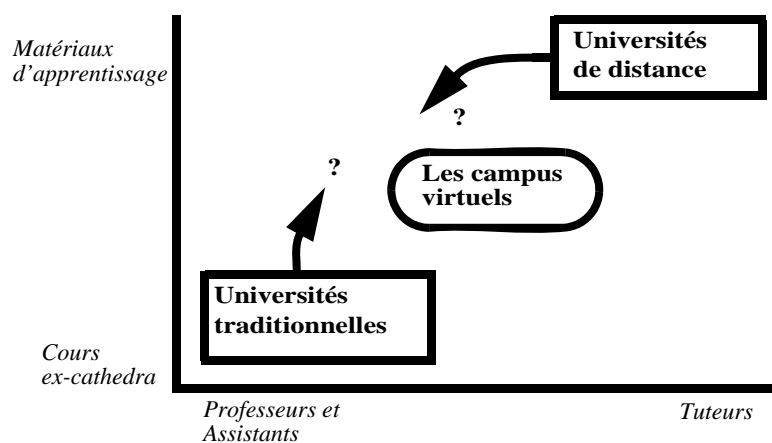 Matériaux
d'apprentissage
Universités
de distance
?
?
Les campus
virtuels
Universités
traditionnelles
Cours
ex-cathedra
Professeurs et
Assistants
Tuteurs